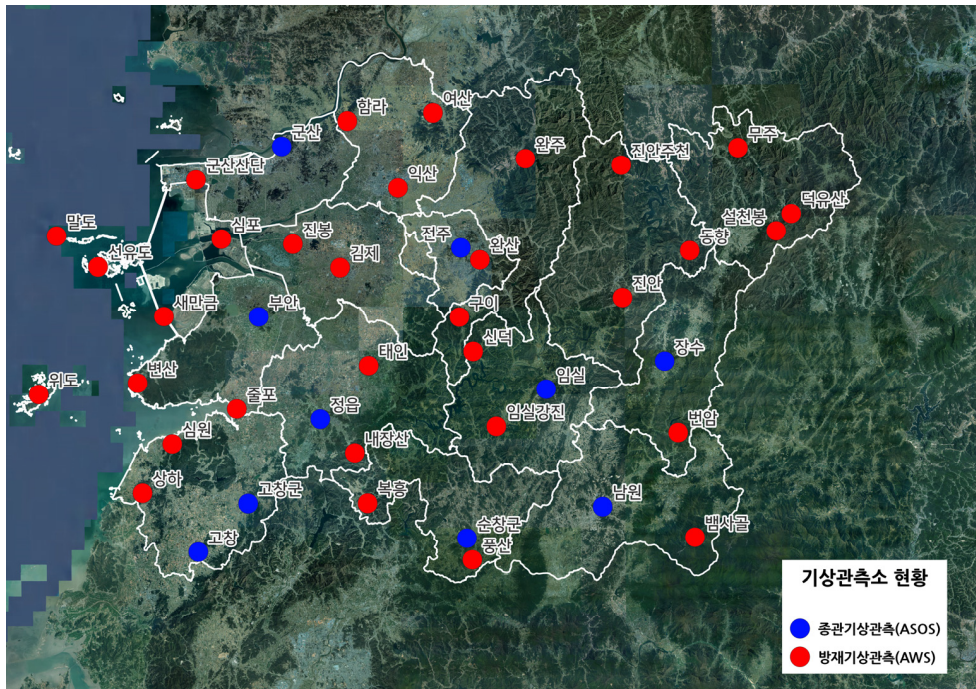 여산
함라
군산
완주
무주
진안주천
군산산단
익산
덕유산
설천봉
말도
심포
진봉
전주
완산
동향
선유도
김제
진안
새만금
부안
구이
신덕
장수
태인
변산
위도
임실
줄포
정읍
임실강진
번암
심원
내장산
상하
고창군
복흥
남원
순창군
뱀사골
고창
풍산
기상관측소 현황
종관기상관측(ASOS)
방재기상관측(AWS)